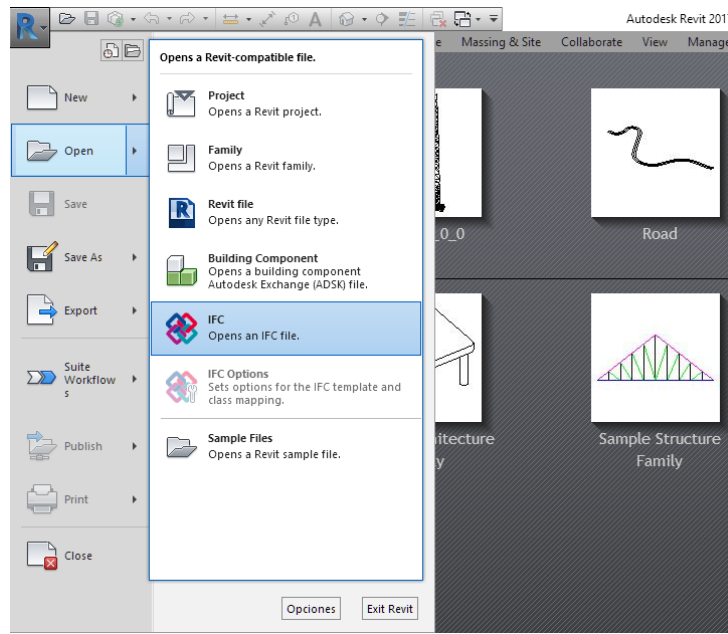 Autodesk Revit 201
Massing & Site Collaborate View Manage
Opens a Revit-compatible file.
New
Open
Save
Save As
Export
Suite
Workflow
s
Publish
Print
Close
Project
Opens a Revit project.
Family
Opens a Revit family.
Revit file
Opens any Revit file type.
Building Component
Opens a building component
Autodesk Exchange (ADSK) file.
IFC
Opens an IFC file.
IFC Options
Sets options for the IFC template and
class mapping.
Sample Files
Opens a Revit sample file.
Opciones Exit Revit
_0_0
Road
itecture
y
Sample Structure
Family